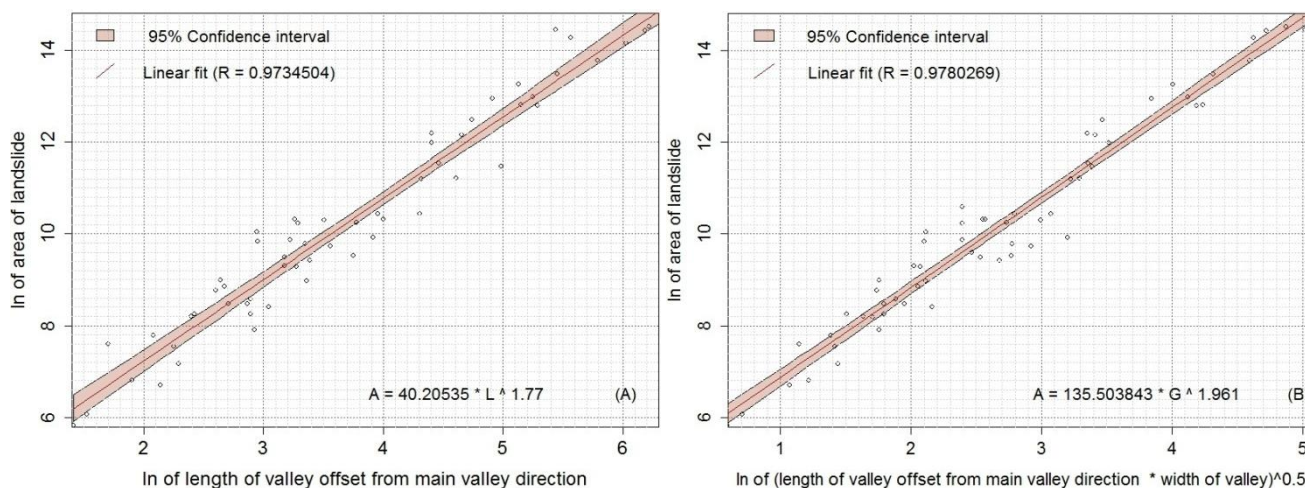 95% Confidence interval
Linear fit (R = 0.9734504)
ln of area of landslide
14
12
10
8
6
A = 40.20535 * L ^ 1.77 (A)
2 3 4 5 6
ln of length of valley offset from main valley direction
95% Confidence interval
Linear fit (R = 0.9780269)
ln of area of landslide
14
12
10
8
6
A = 135.503843 * G ^ 1.961 (B
1 2 3 4 5
ln of (length of valley offset from main valley direction * width of valley)^0.5